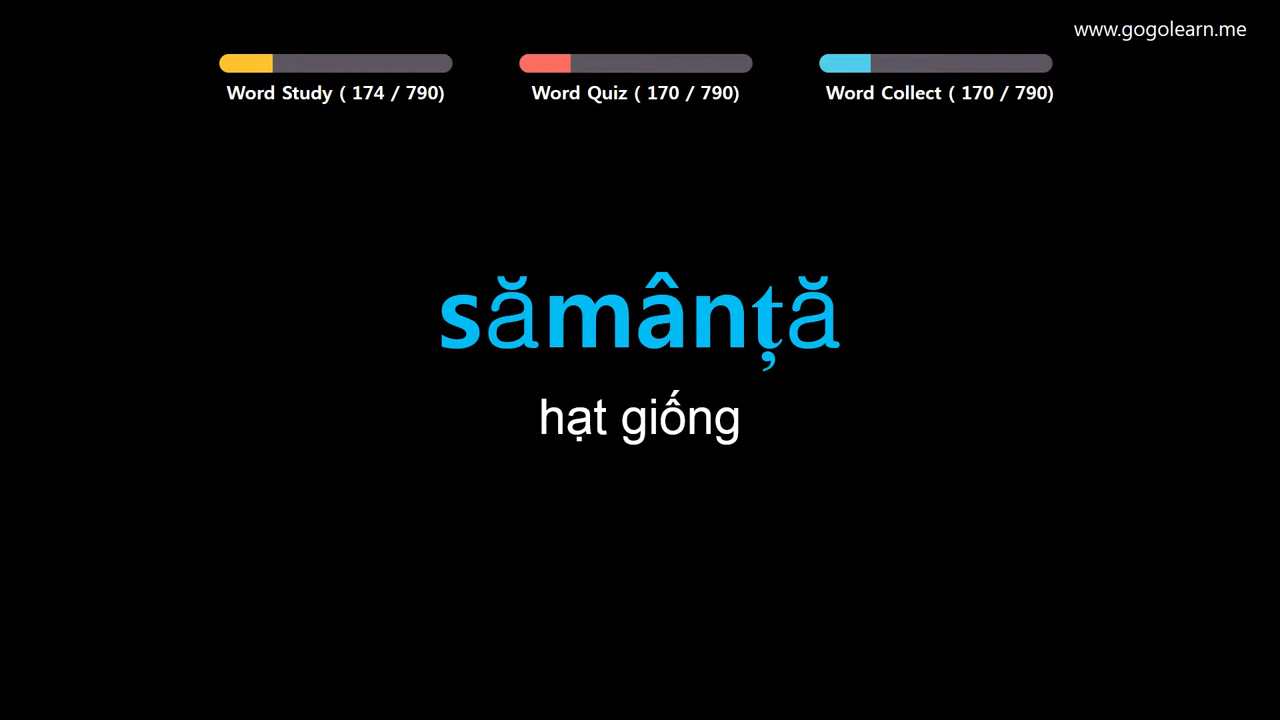 www.gogolearn.me
Word Study ( 174 / 790)
Word Quiz ( 170 / 790)
Word Collect ( 170 / 790)
sămânță
hạt giống